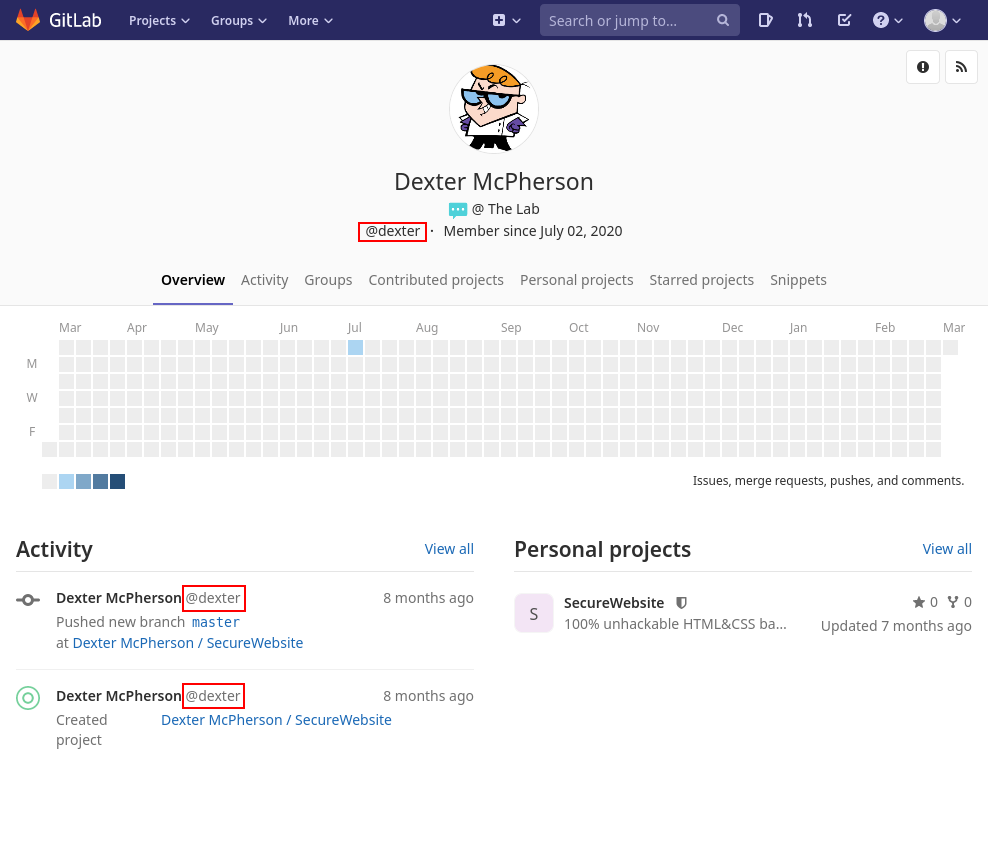 GitLab Projects Groups More Search or jump to...
Dexter McPherson
@ The Lab
@dexter · Member since July 02, 2020
Overview Activity Groups Contributed projects Personal projects Starred projects Snippets
Mar Apr May Jun Jul Aug Sep Oct Nov Dec Jan Feb Mar
M
W
F
Issues, merge requests, pushes, and comments.
Activity View all
Dexter McPherson @dexter 8 months ago
Pushed new branch master
at Dexter McPherson / SecureWebsite
Dexter McPherson @dexter 8 months ago
Created Dexter McPherson / SecureWebsite
project
Personal projects View all
S
SecureWebsite 0 0
100% unhackable HTML&CSS ba... Updated 7 months ago